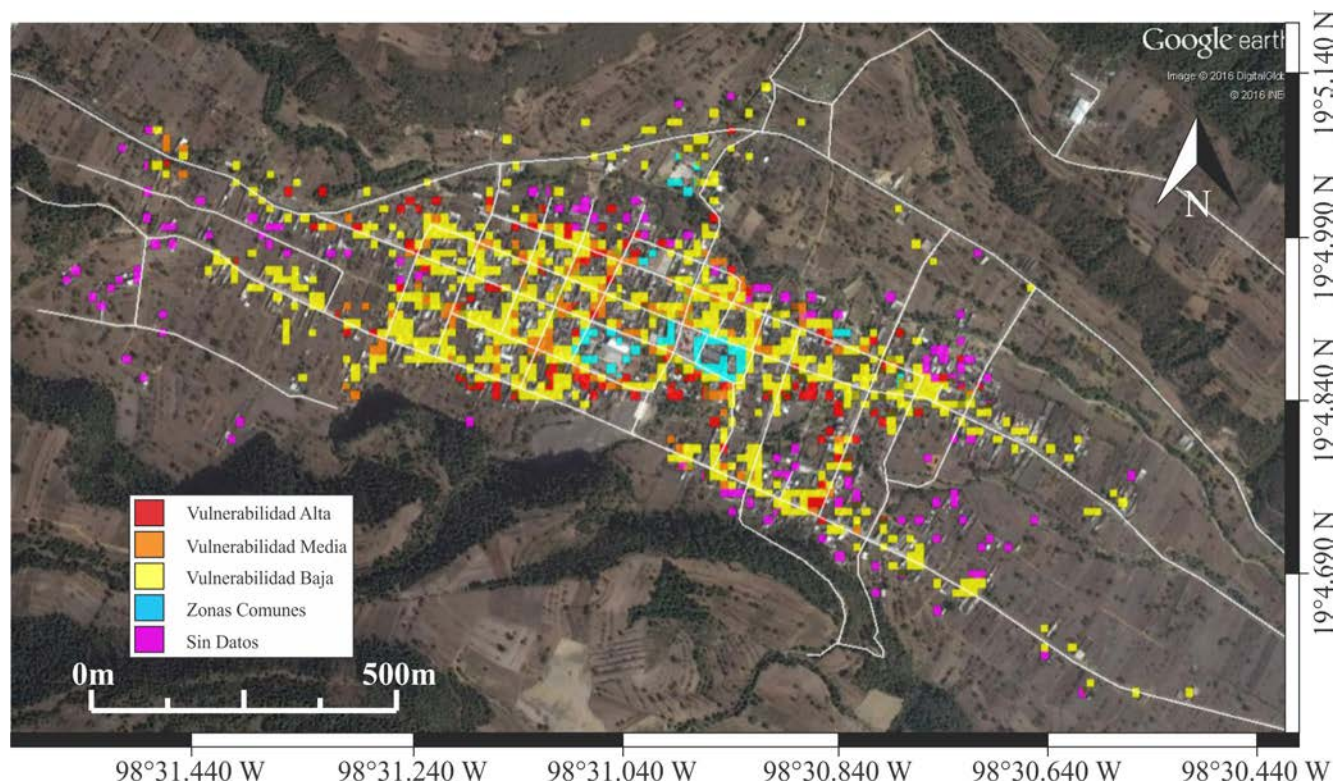 Google earth
Image © 2016 DigitalGlob
© 2016 INE
N
Vulnerabilidad Alta
Vulnerabilidad Media
Vulnerabilidad Baja
Zonas Comunes
Sin Datos
0m 500m
19°5.140 N
19°4.990 N
19°4.840 N
19°4.690 N
98°31.440 W 98°31.240 W 98°31.040 W 98°30.840 W 98°30.640 W 98°30.440 W